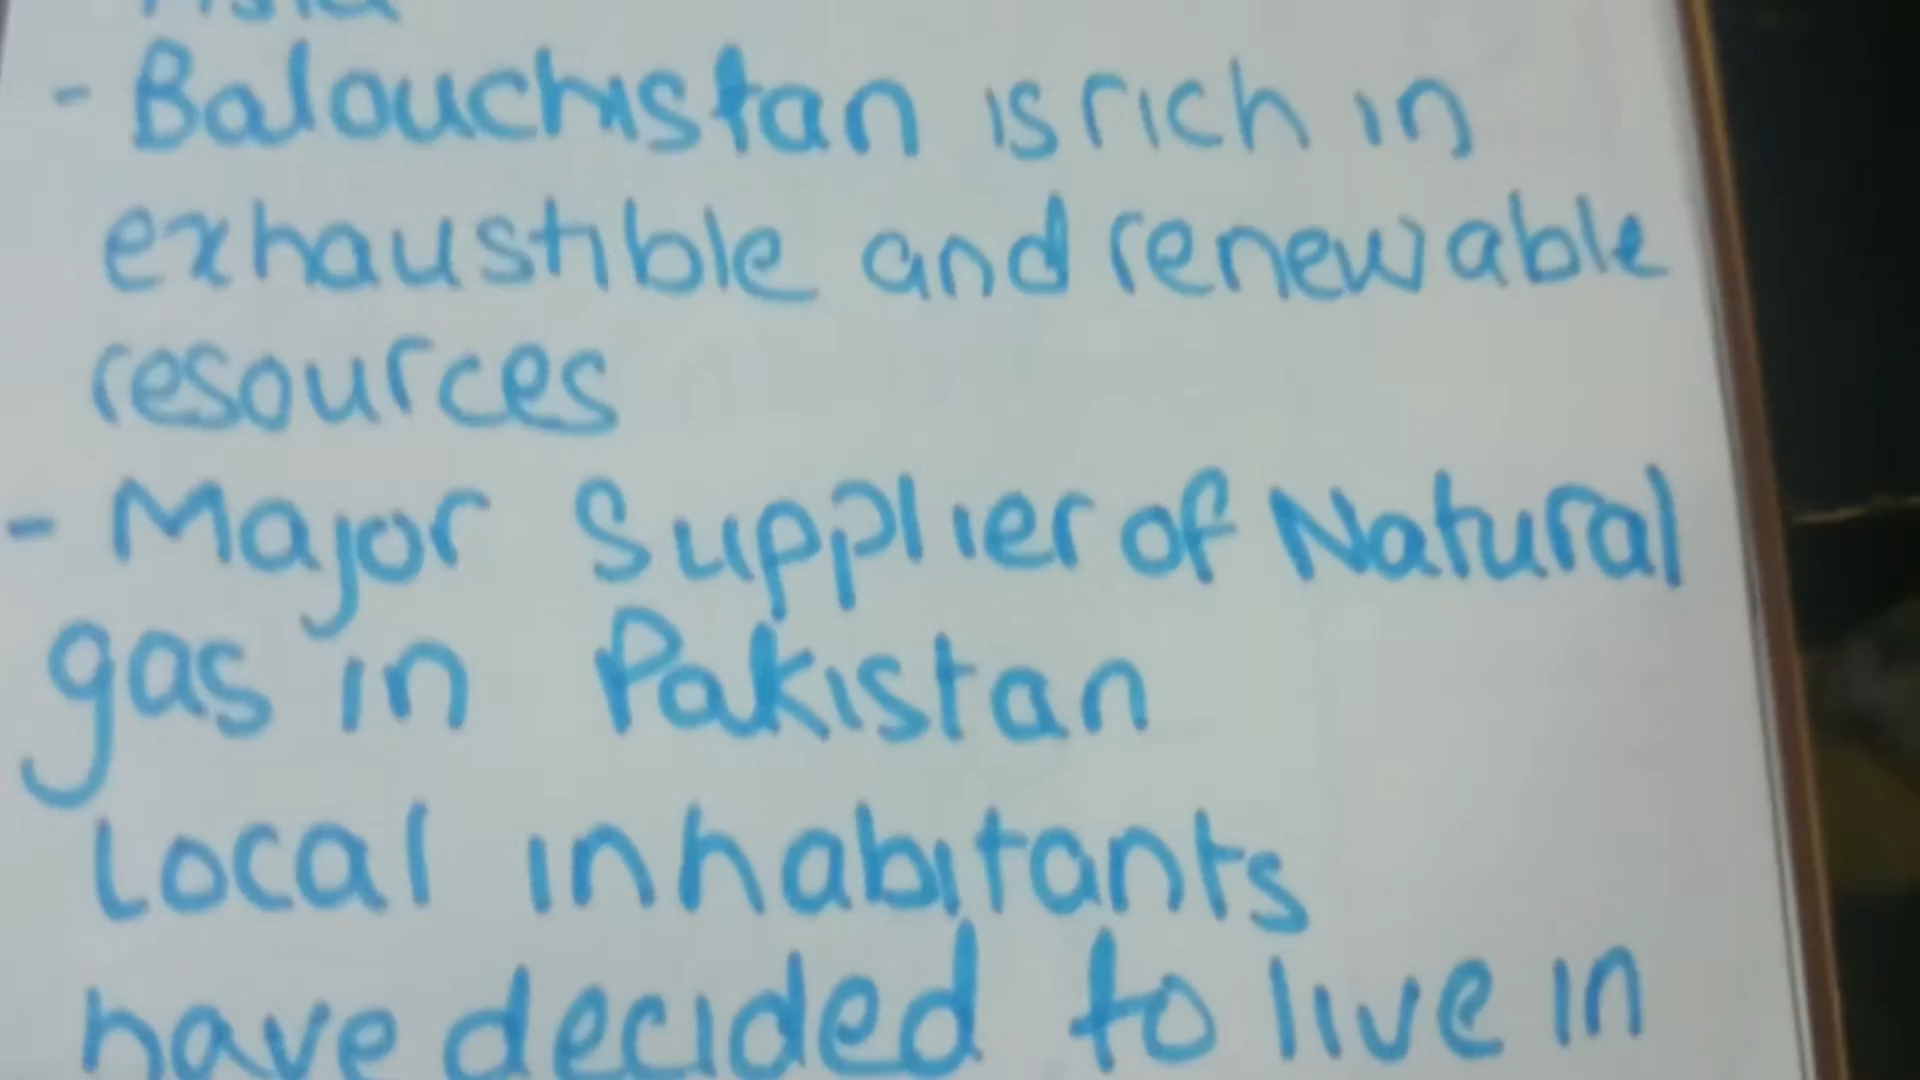 - Balouchistan is rich in
exhaustible and renewable
resources
- Major Supplier of Natural
gas in Pakistan
Local inhabitants
have decided to live in